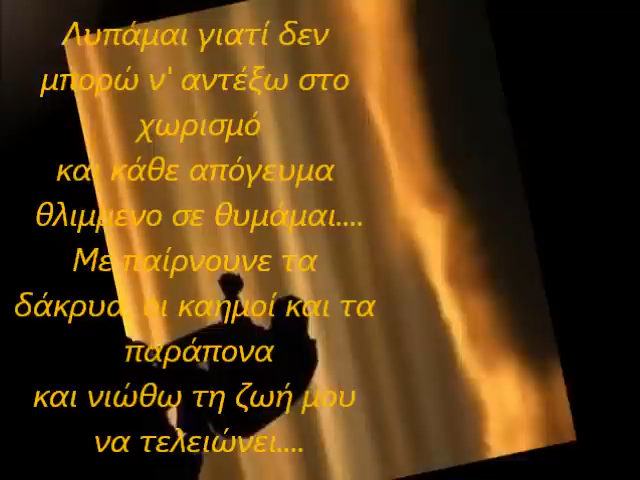 Λυπάμαι γιατί δεν
μπορώ ν' αντέξω στο
χωρισμό
και κάθε απόγευμα
θλιμμενο σε θυμάμαι....
Με παίρνουνε τα
δάκρυα, οι καημοί και τα
παράπονα
και νιώθω τη ζωή μου
να τελειώνει....